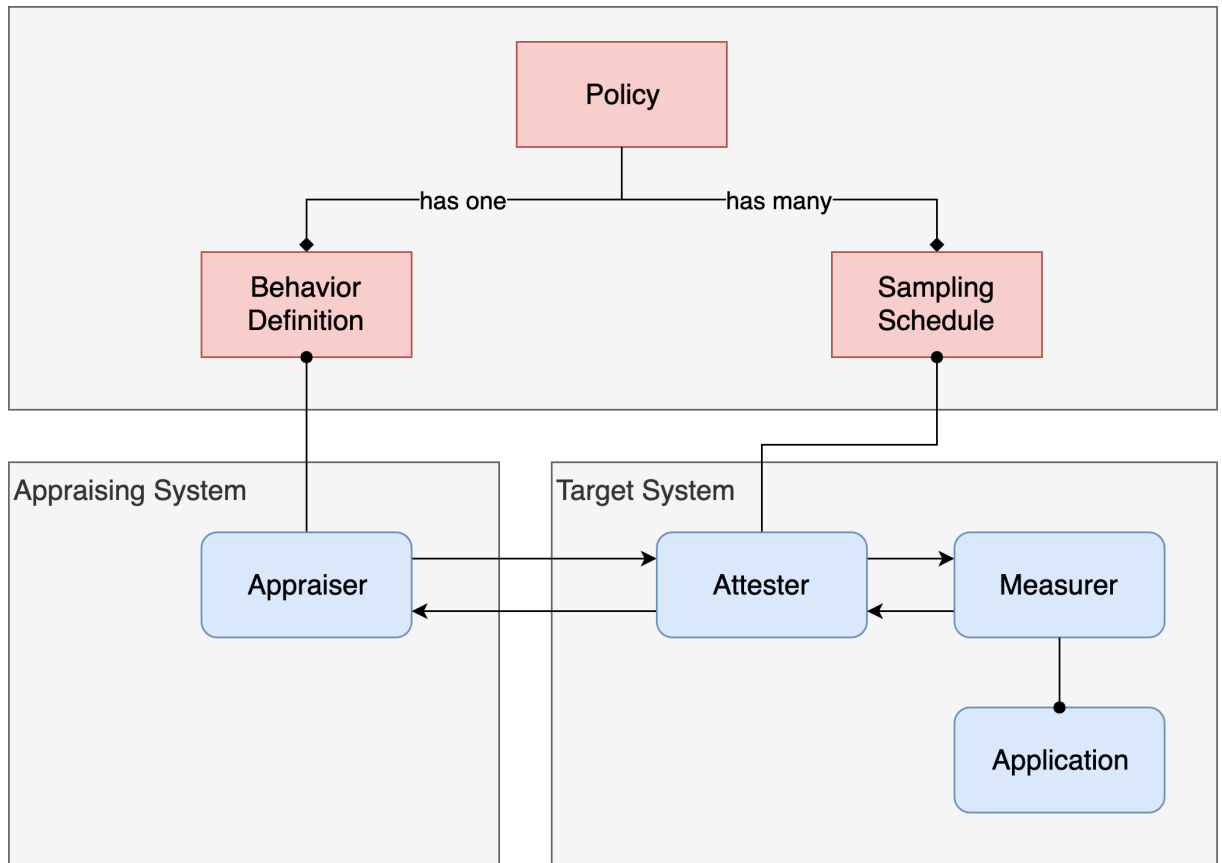 Policy
has one
has many
Behavior
Definition
Sampling
Schedule
Appraising System
Target System
Appraiser
Attester
Measurer
Application